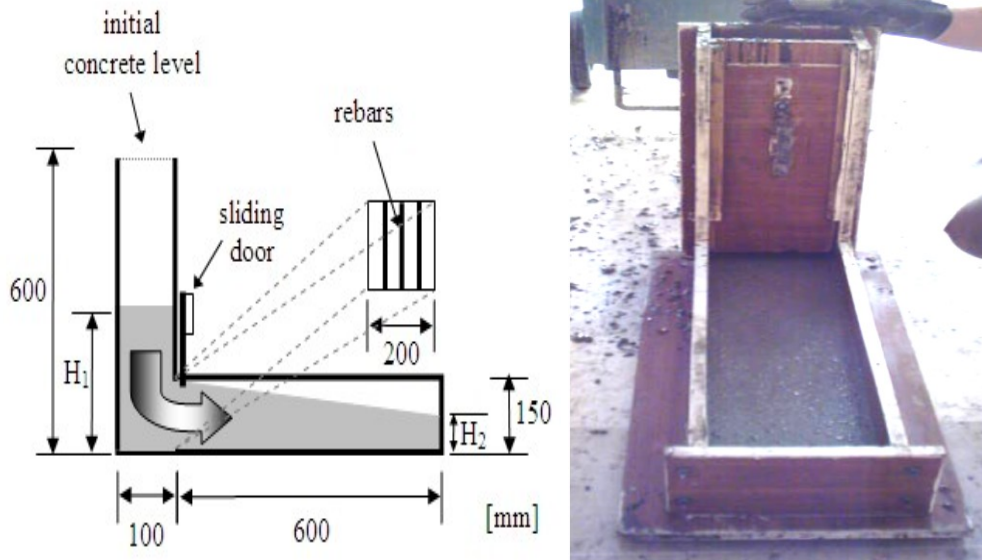 initial
concrete level
rebars
sliding
door
600
H1
200
150
H2
100
600
[mm]